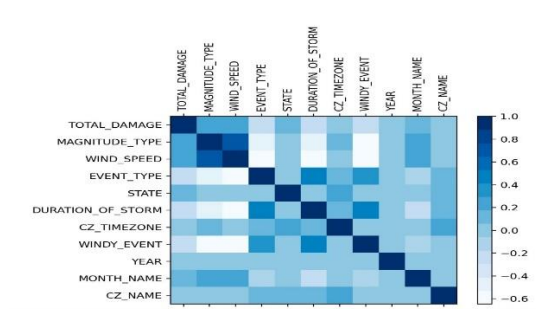 TOTAL_DAMAGE
MAGNITUDE_TYPE
WIND_SPEED
EVENT_TYPE
STATE
DURATION_OF_STORM
CZ_TIMEZONE
WINDY_EVENT
YEAR
MONTH_NAME
CZ_NAME
TOTAL_DAMAGE
MAGNITUDE_TYPE
WIND_SPEED
EVENT_TYPE
STATE
DURATION_OF_STORM
CZ_TIMEZONE
WINDY_EVENT
YEAR
MONTH_NAME
CZ_NAME
1.0
0.8
0.6
0.4
0.2
0.0
−0.2
−0.4
−0.6